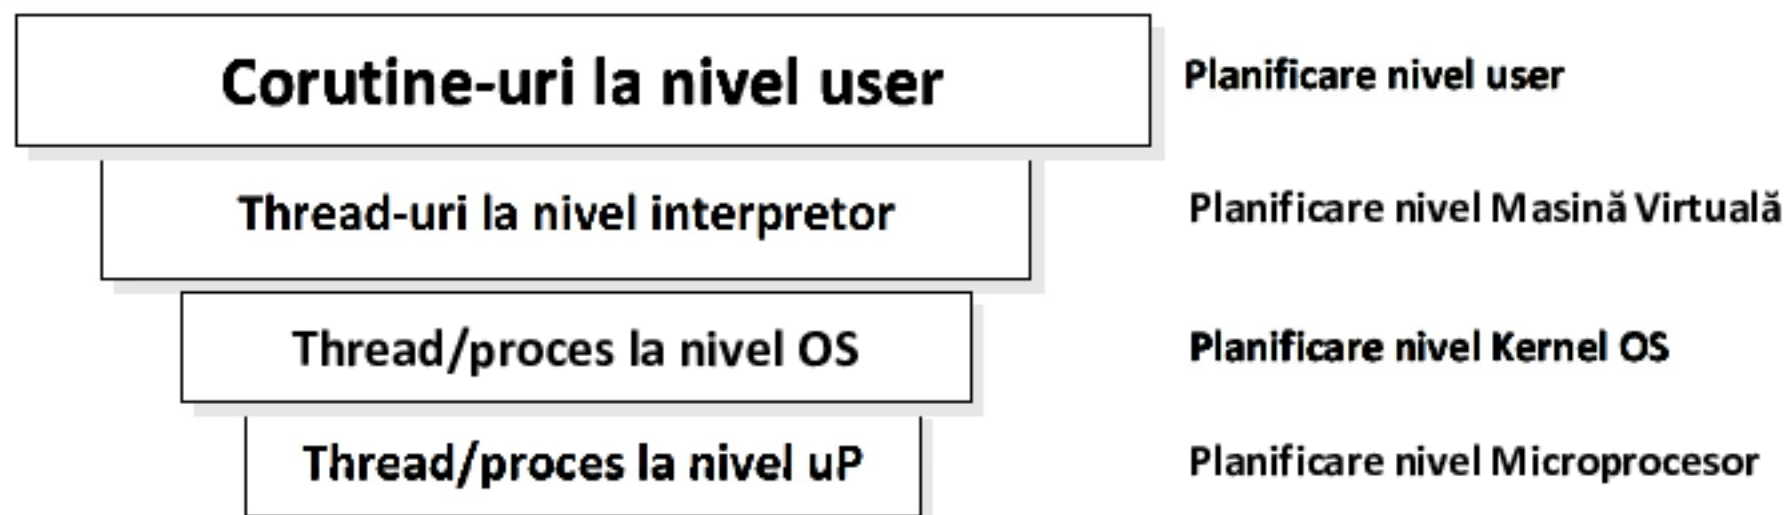 Corutine-uri la nivel user
Planificare nivel user
Thread-uri la nivel interpretor
Planificare nivel Masină Virtuală
Thread/proces la nivel OS
Planificare nivel Kernel OS
Thread/proces la nivel uP
Planificare nivel Microprocesor